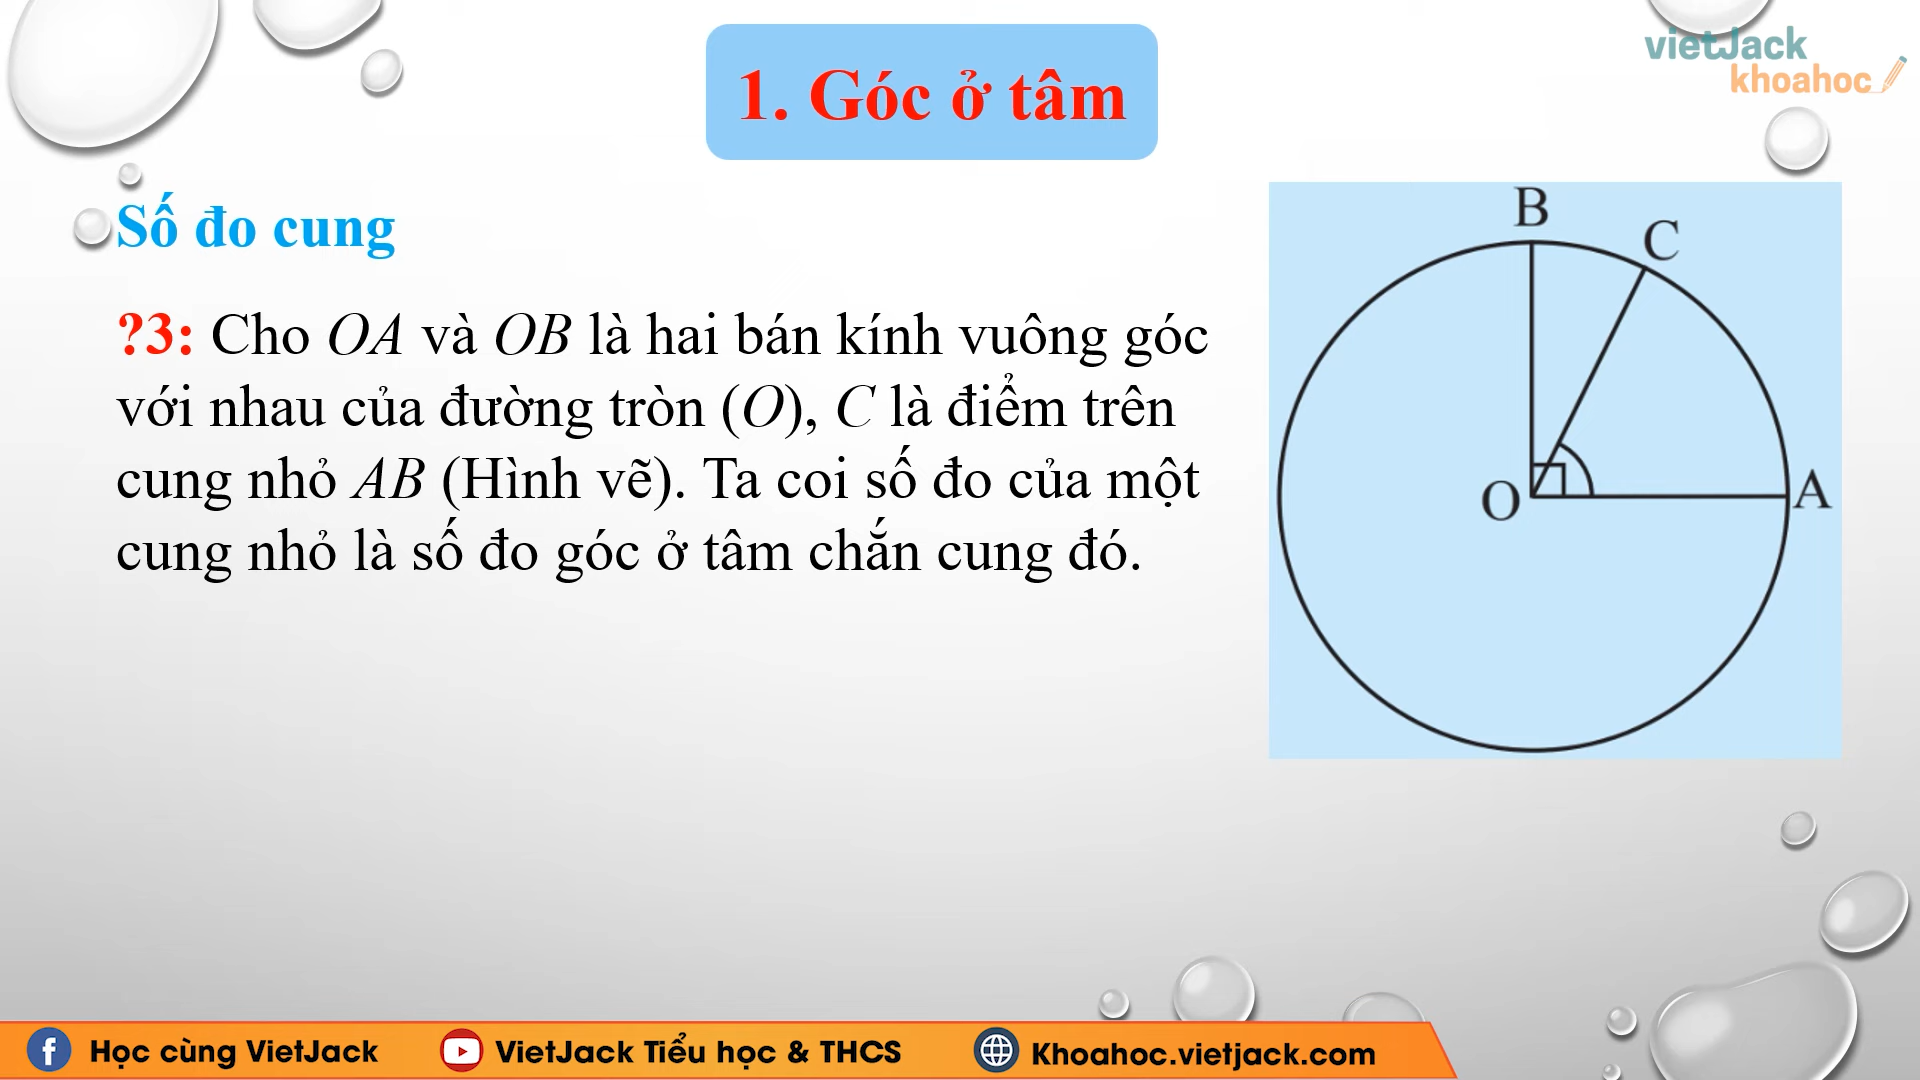 vietJack
khoahoc
1. Góc ở tâm
Số đo cung
?3: Cho OA và OB là hai bán kính vuông góc
với nhau của đường tròn (O), C là điểm trên
cung nhỏ AB (Hình vẽ). Ta coi số đo của một
cung nhỏ là số đo góc ở tâm chắn cung đó.
B
C
O
A
Học cùng VietJack
VietJack Tiểu học & THCS
Khoahoc.vietjack.com